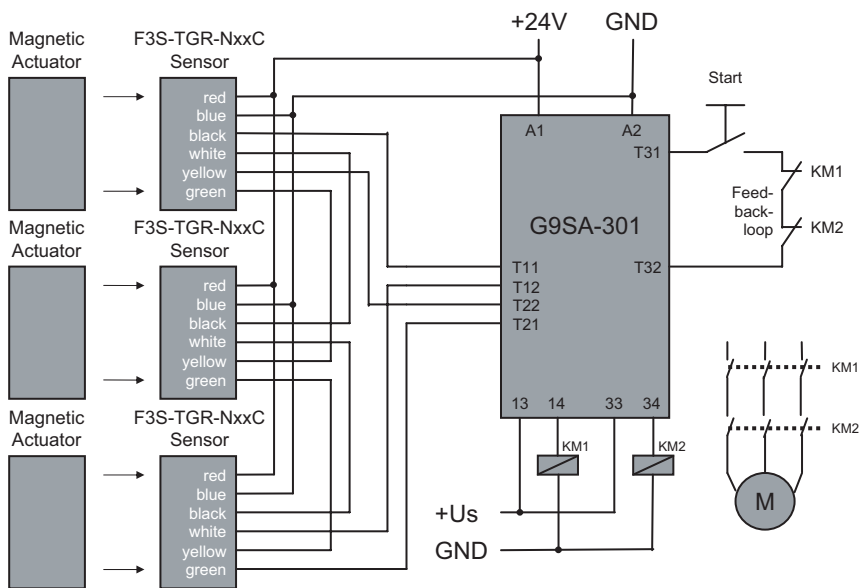 +24V
GND
Magnetic
Actuator
F3S-TGR-NxxC
Sensor
red
blue
black
white
yellow
green
Magnetic
Actuator
F3S-TGR-NxxC
Sensor
red
blue
black
white
yellow
green
Magnetic
Actuator
F3S-TGR-NxxC
Sensor
red
blue
black
white
yellow
green
A1
A2
T31
G9SA-301
T11
T12
T22
T21
T32
13
14
33
34
Start
KM1
Feed-
back-
loop
KM2
KM1
KM2
+Us
GND
KM1
KM2
M